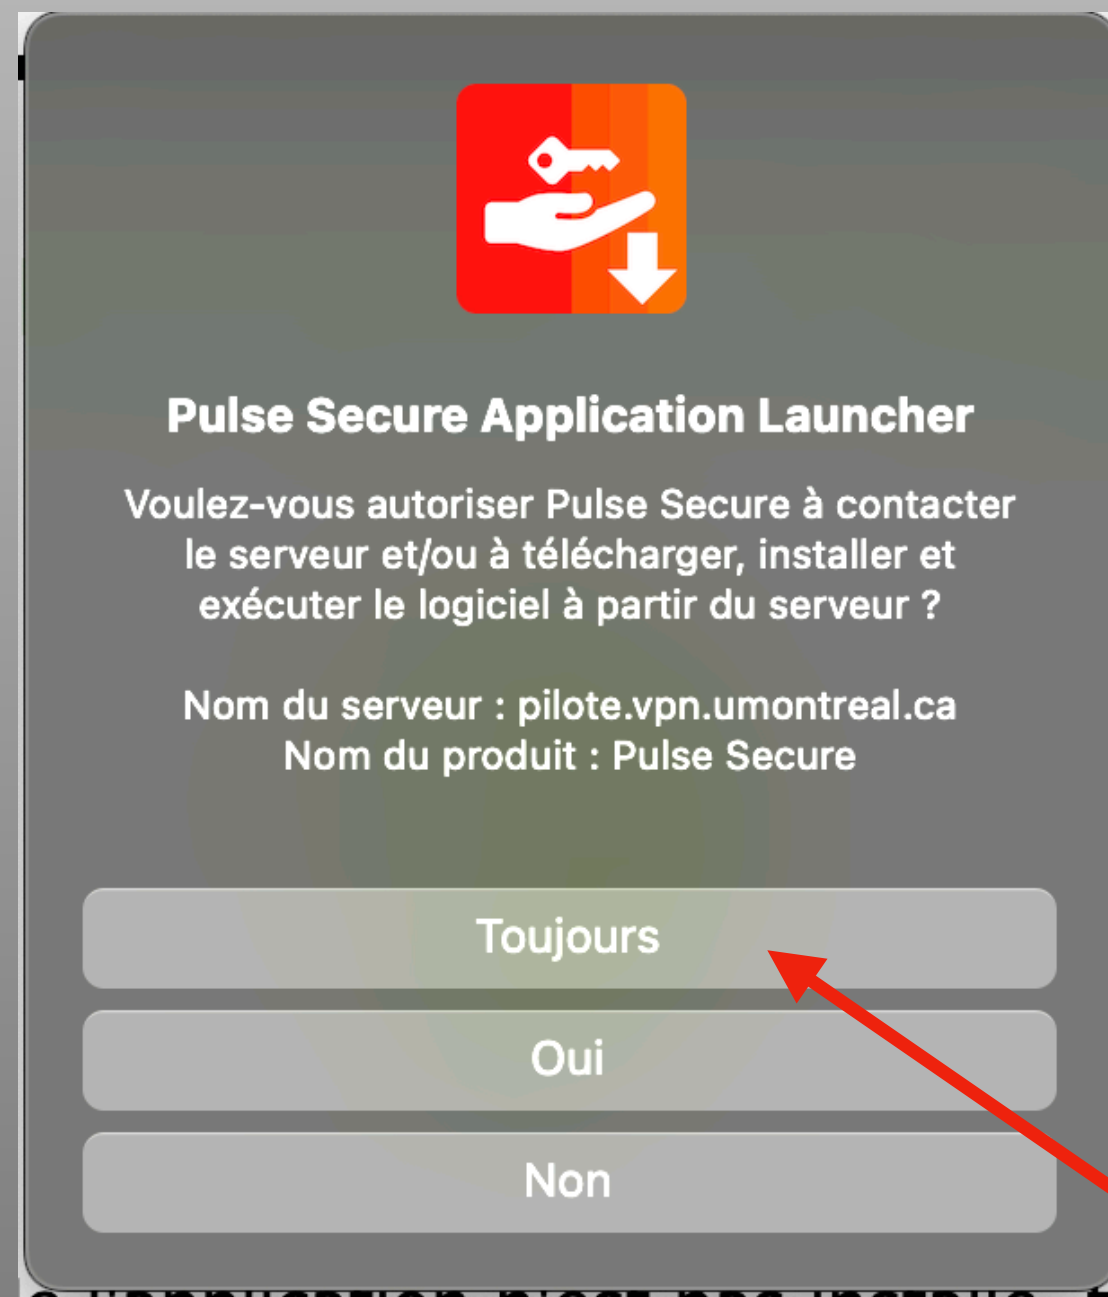 Pulse Secure Application Launcher
Voulez-vous autoriser Pulse Secure à contacter
le serveur et/ou à télécharger, installer et
exécuter le logiciel à partir du serveur ?
Nom du serveur : pilote.vpn.umontreal.ca
Nom du produit : Pulse Secure
Toujours
Oui
Non